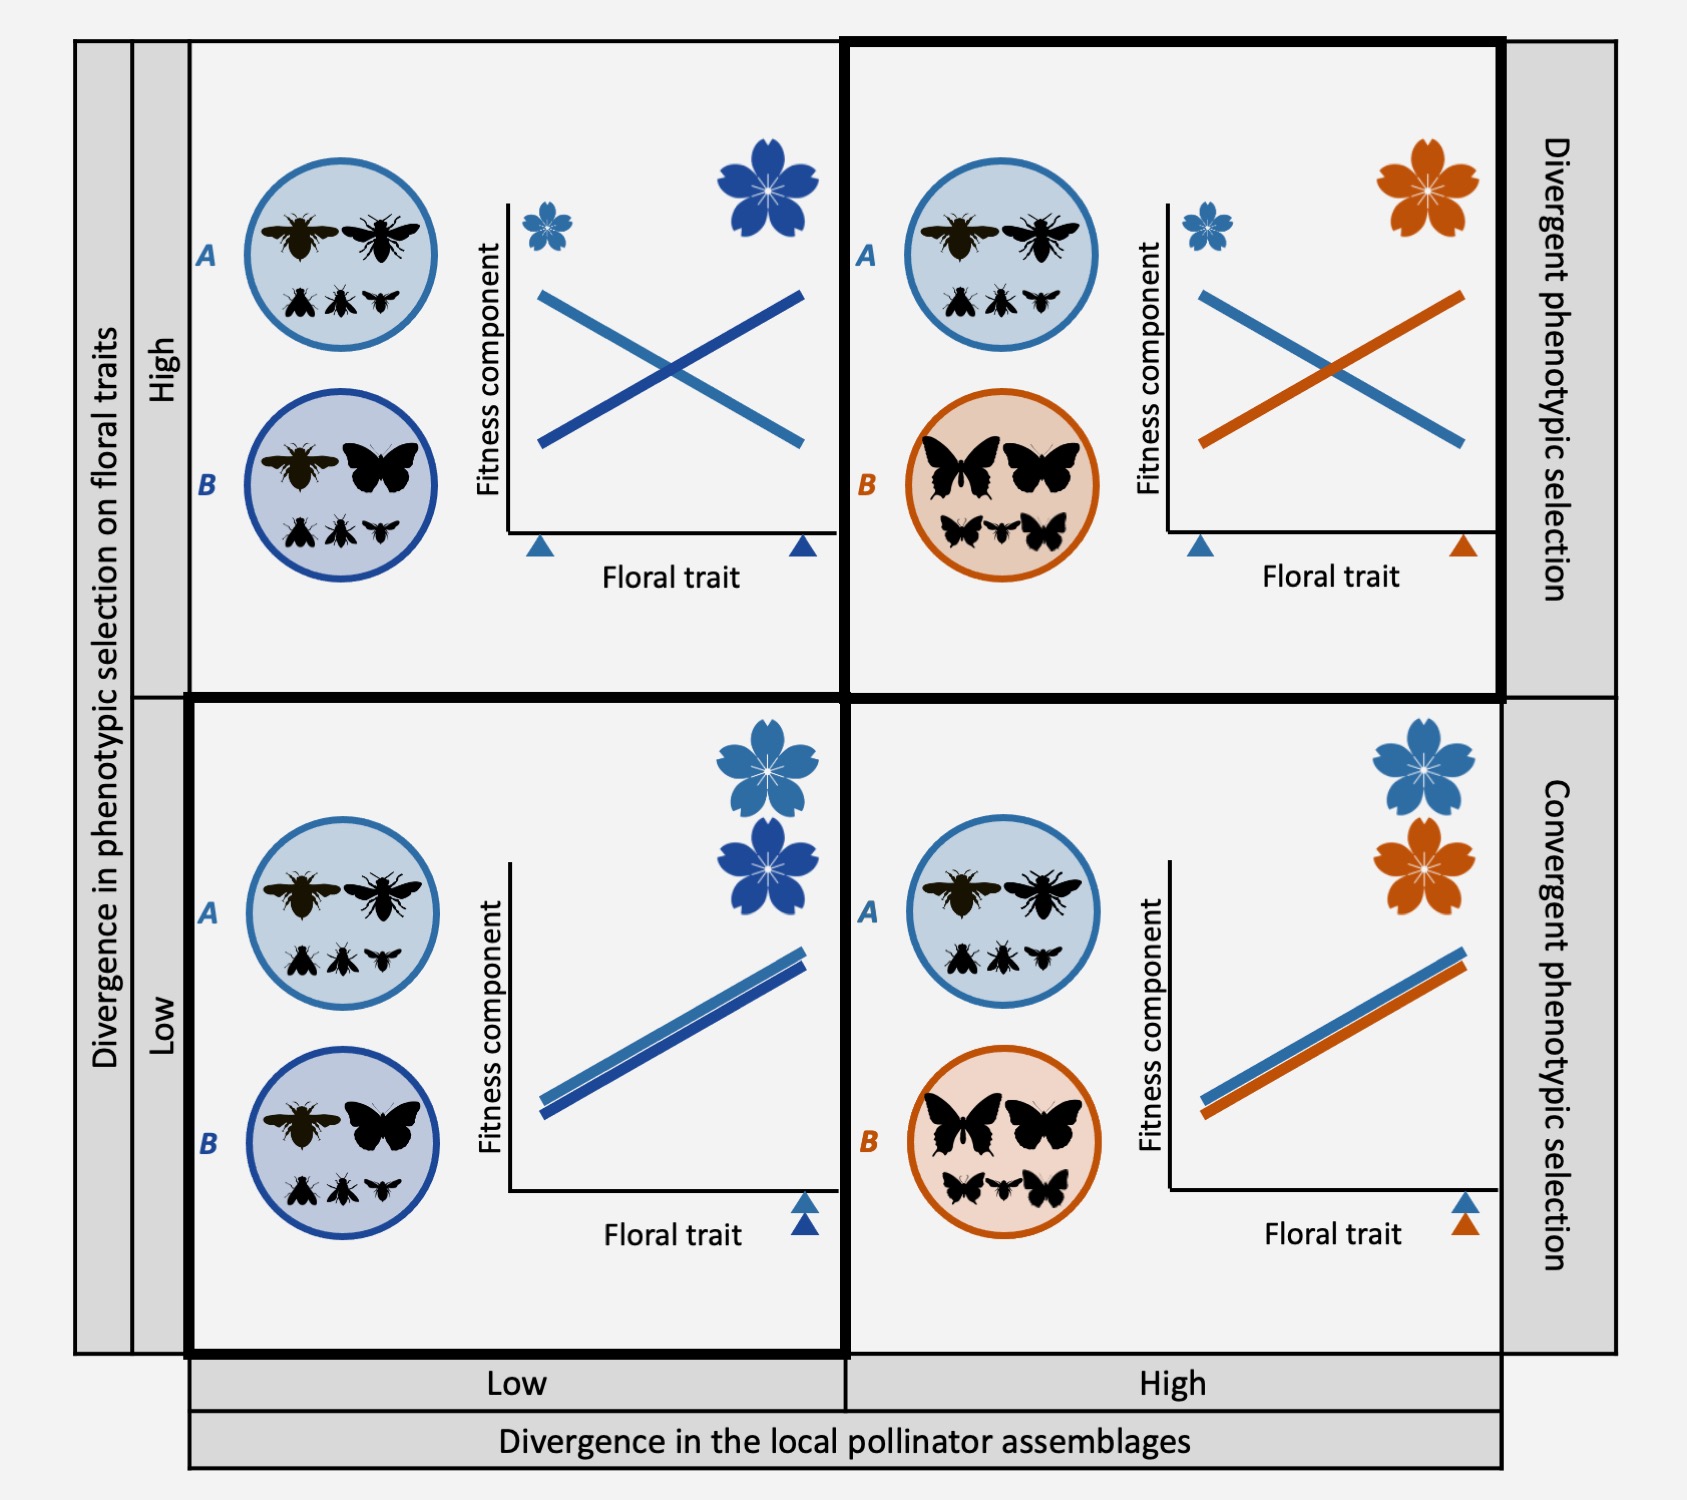 Divergence in phenotypic selection on floral traits
High
A
B
Fitness component
Floral trait
A
B
Fitness component
Floral trait
Divergent phenotypic selection
Low
A
B
Fitness component
Floral trait
A
B
Fitness component
Floral trait
Convergent phenotypic selection
Low
High
Divergence in the local pollinator assemblages